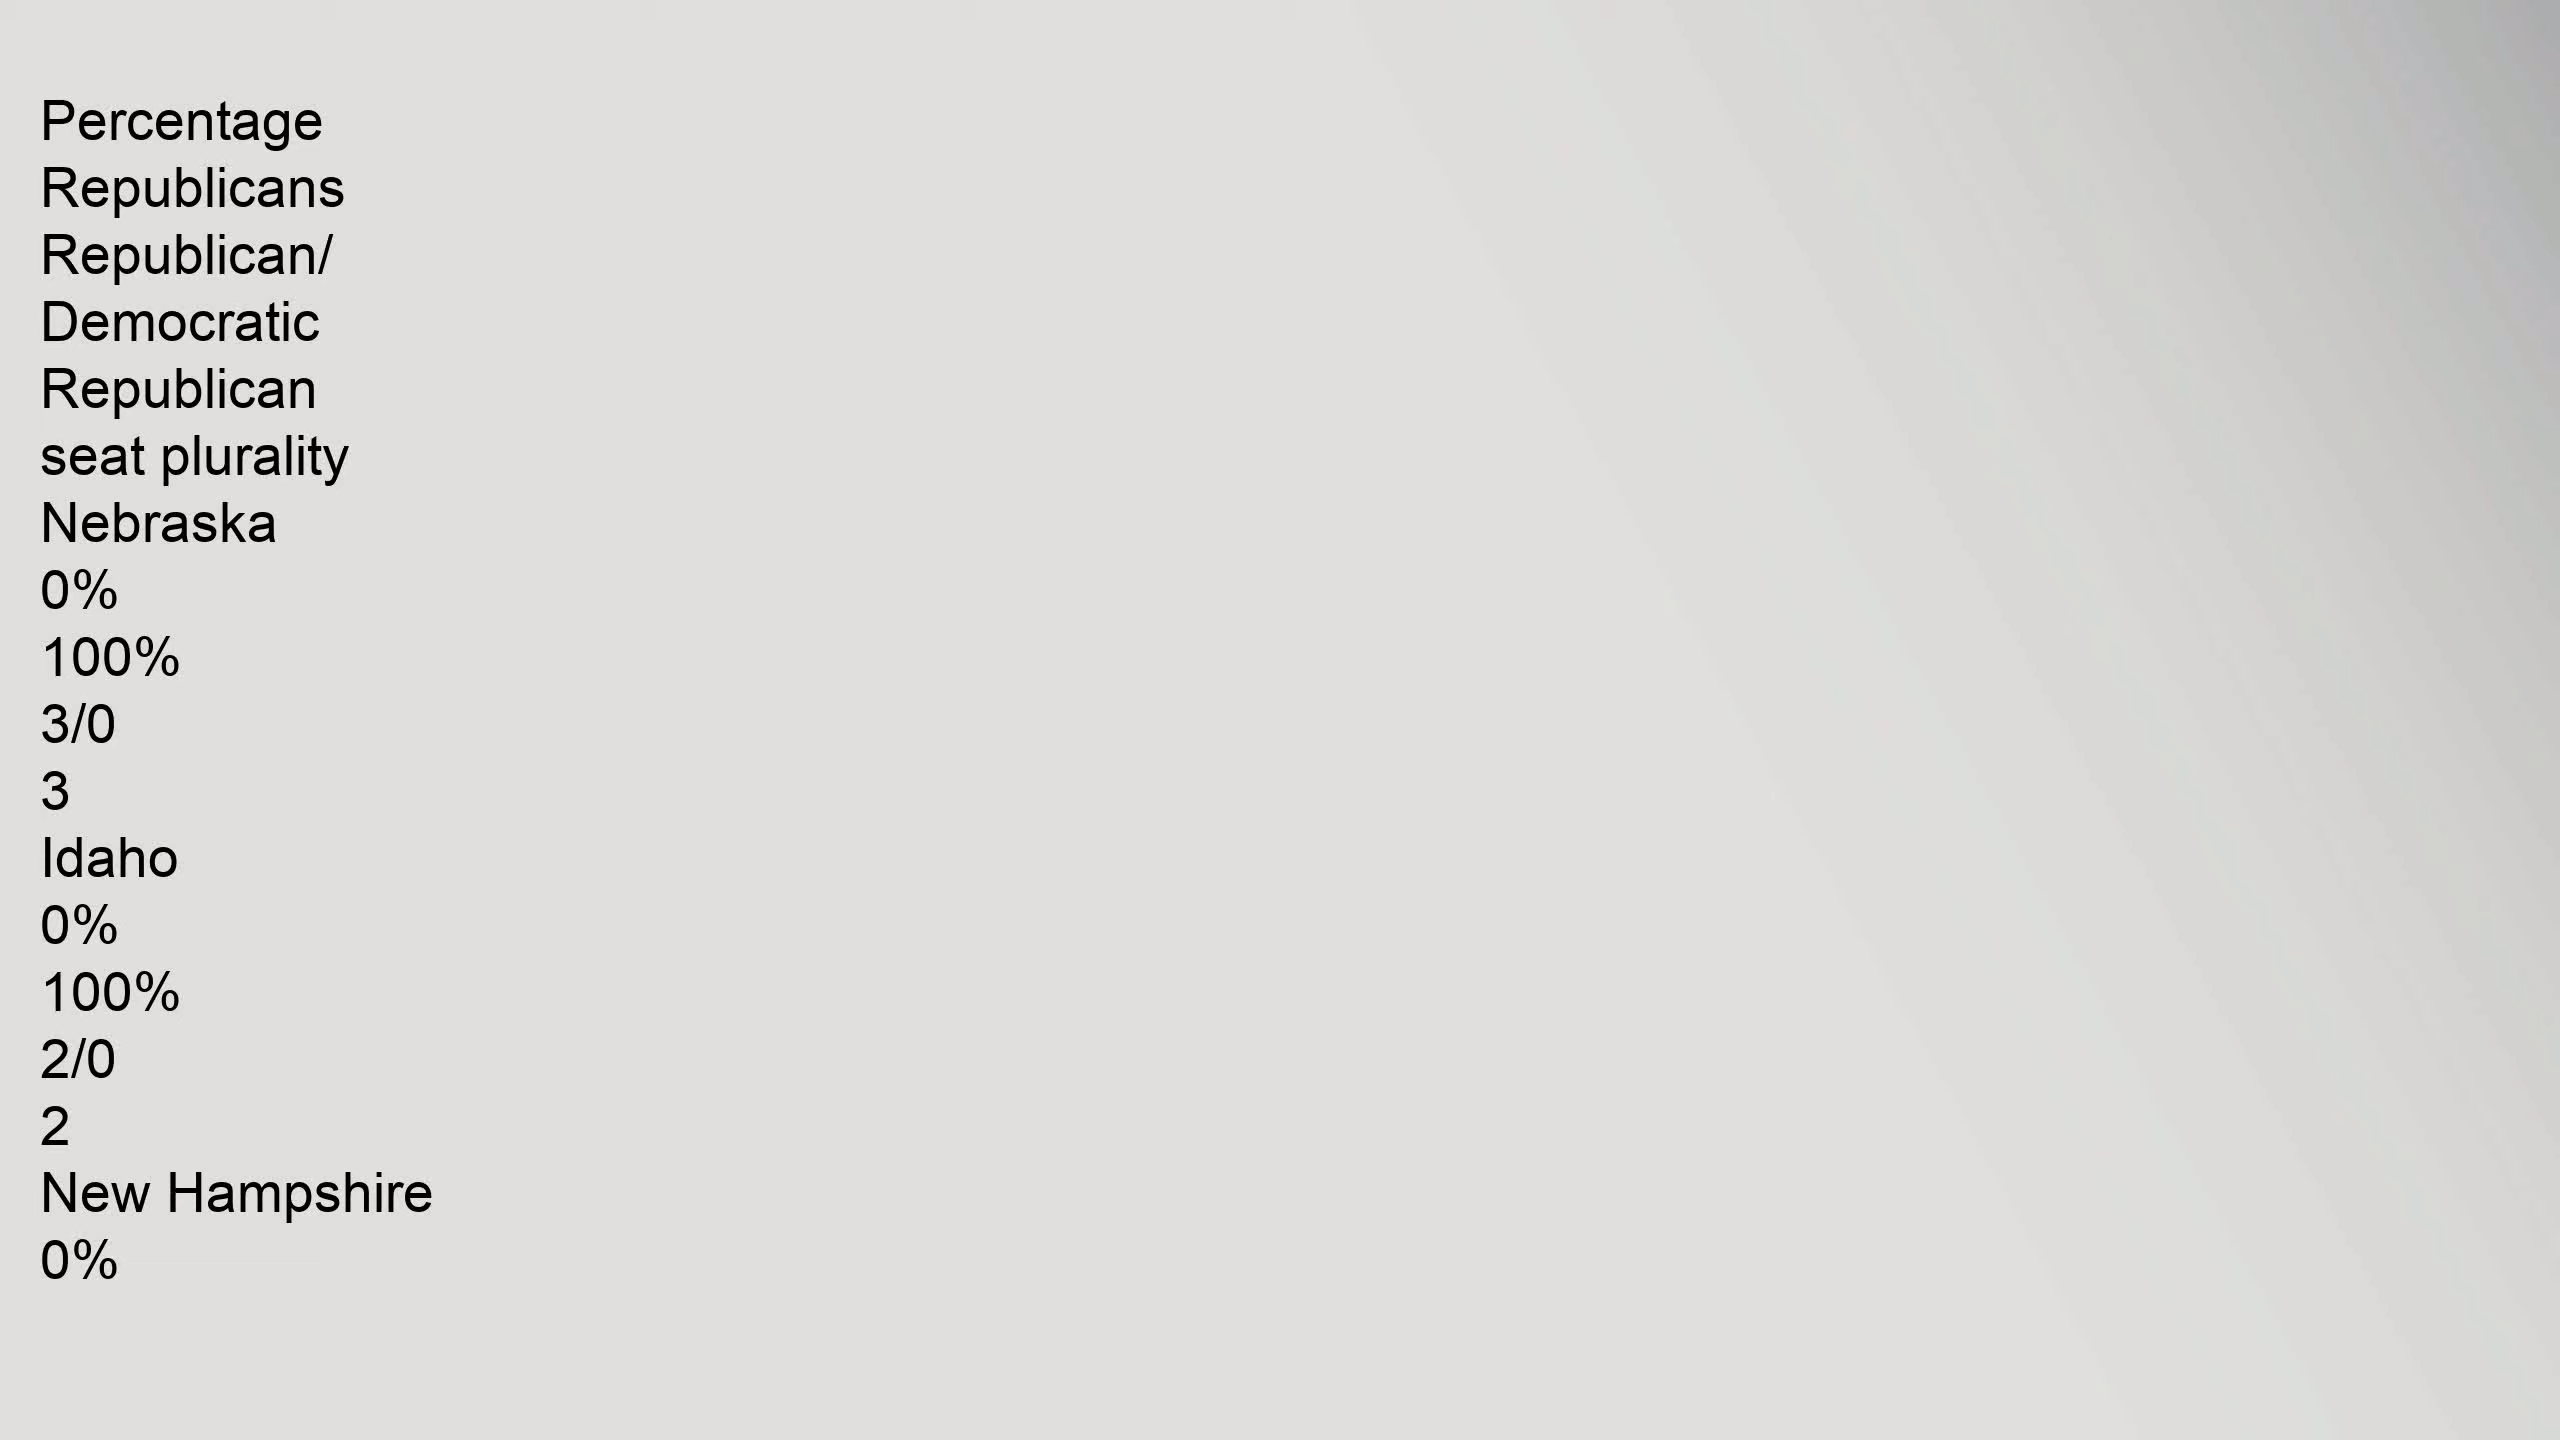 Percentage
Republicans
Republican/
Democratic
Republican
seat plurality
Nebraska
0%
100%
3/0
3
Idaho
0%
100%
2/0
2
New Hampshire
0%